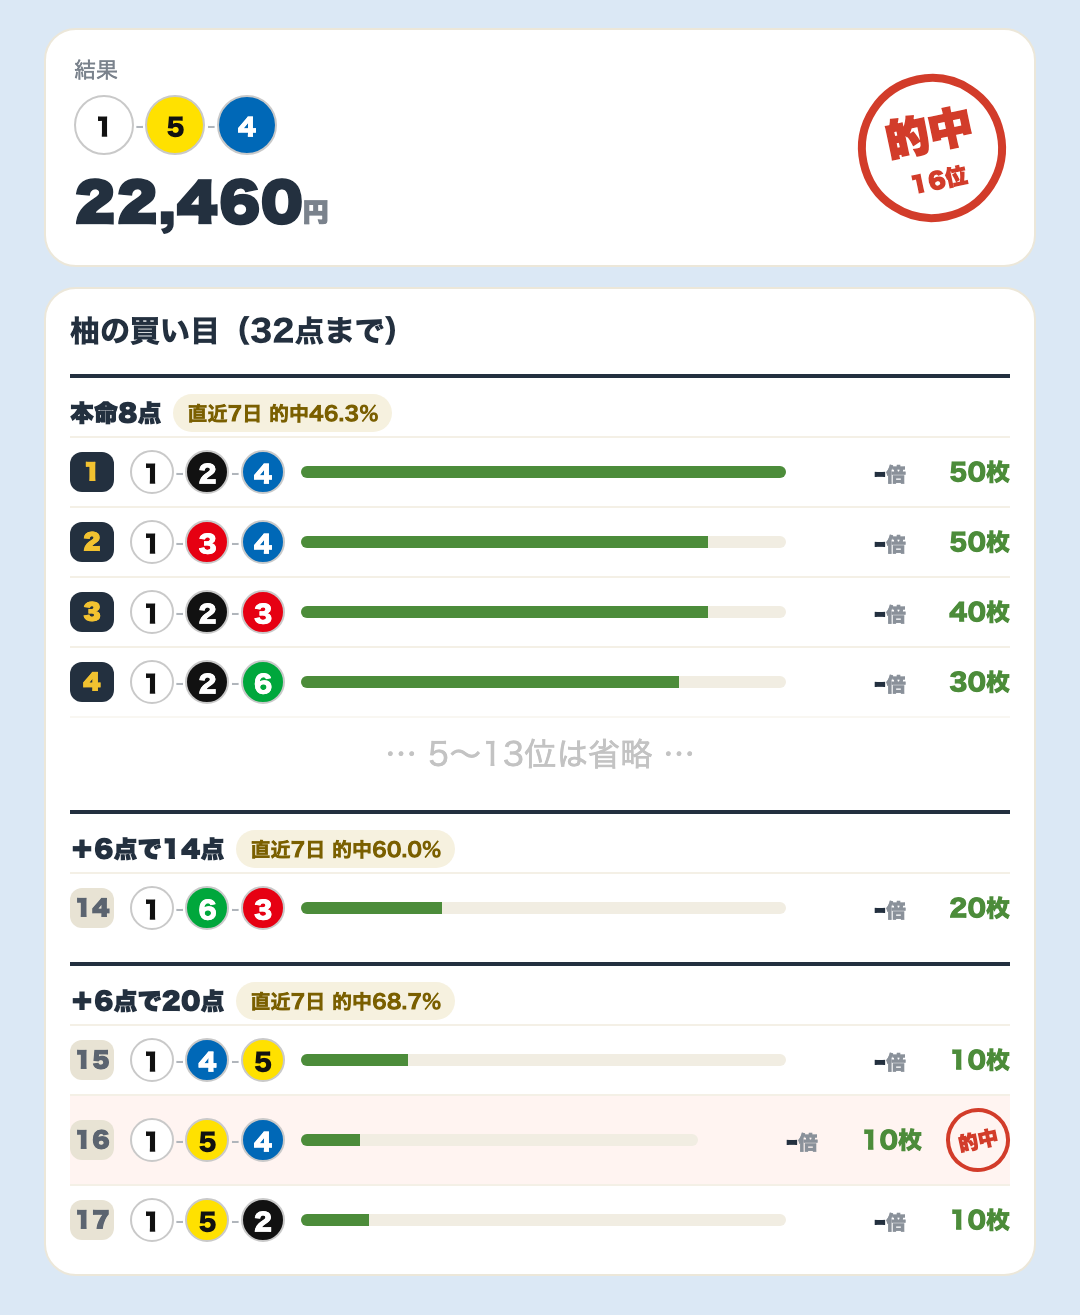 結果
1-5-4
22,460円
的中
16位
柚の買い目（32点まで）
本命8点 直近7日 的中46.3%
1 1-2-4 -倍 50枚
2 1-3-4 -倍 50枚
3 1-2-3 -倍 40枚
4 1-2-6 -倍 30枚
… 5〜13位は省略 …
+6点で14点 直近7日 的中60.0%
14 1-6-3 -倍 20枚
+6点で20点 直近7日 的中68.7%
15 1-4-5 -倍 10枚
16 1-5-4 -倍 10枚 的中
17 1-5-2 -倍 10枚